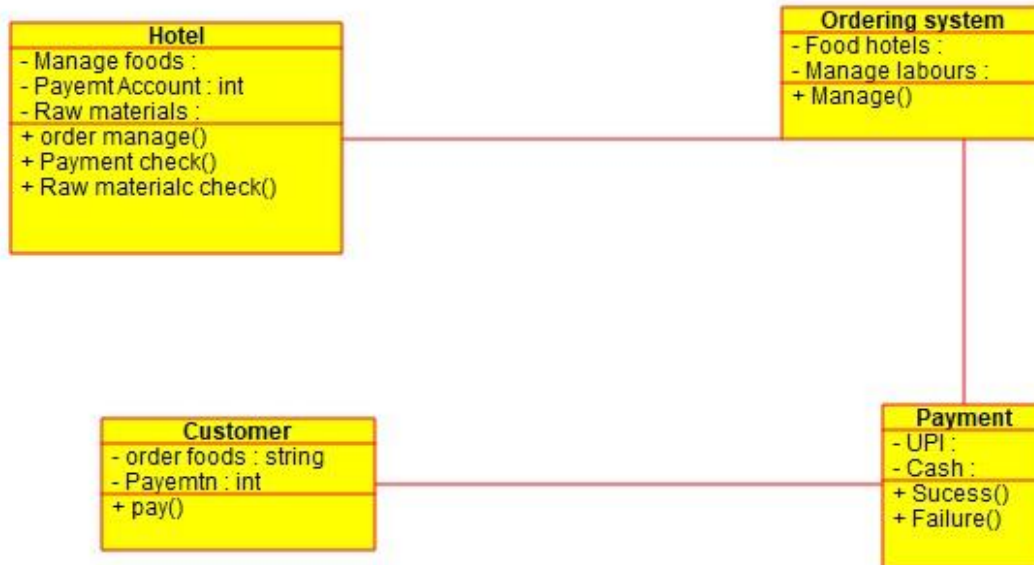 Hotel
- Manage foods :
- Payemt Account : int
- Raw materials :
+ order manage()
+ Payment check()
+ Raw materialc check()
Ordering system
- Food hotels :
- Manage labours :
+ Manage()
Customer
- order foods : string
- Payemtn : int
+ pay()
Payment
- UPI :
- Cash :
+ Sucess()
+ Failure()